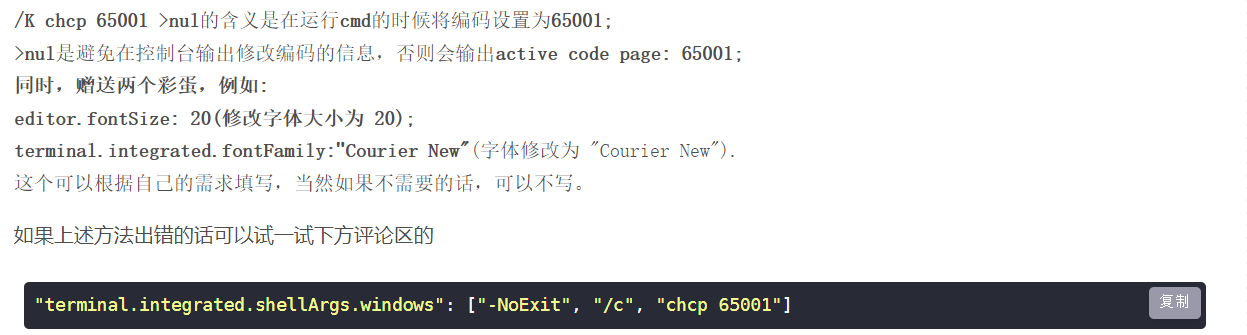 /K chcp 65001 >nul的含义是在运行cmd的时候将编码设置为65001;
>nul是避免在控制台输出修改编码的信息，否则会输出active code page: 65001;
同时，赠送两个彩蛋，例如:
editor.fontSize: 20(修改字体大小为 20);
terminal.integrated.fontFamily:"Courier New"(字体修改为 "Courier New").
这个可以根据自己的需求填写，当然如果不需要的话，可以不写。
如果上述方法出错的话可以试一试下方评论区的
"terminal.integrated.shellArgs.windows": ["-NoExit", "/c", "chcp 65001"]
复制